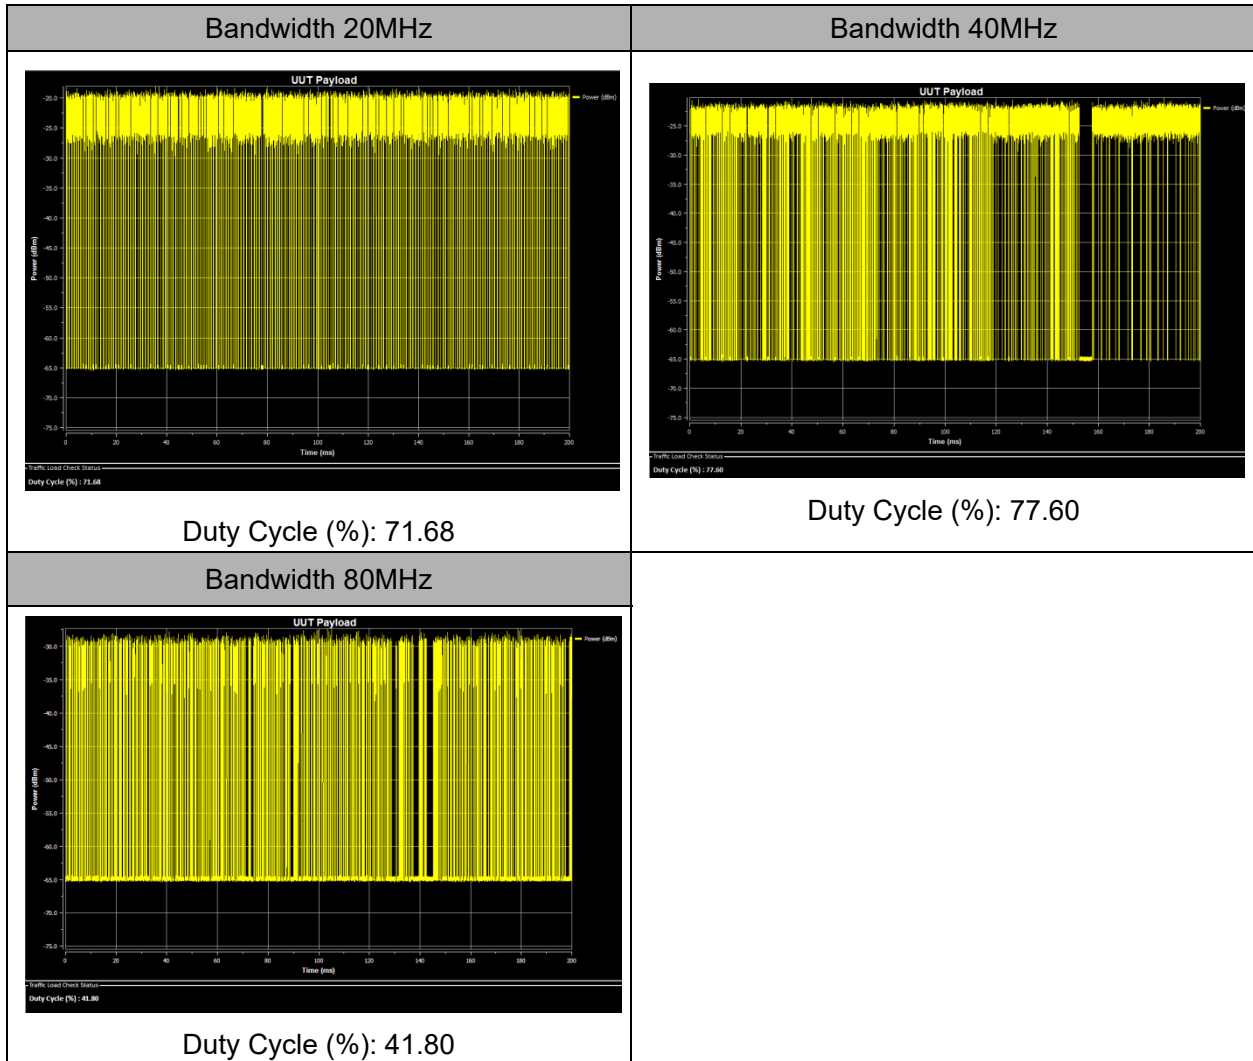 Bandwidth 20MHz
UUT Payload
Power (dBm)
-20.0
-25.0
-30.0
-35.0
-40.0
-45.0
-50.0
-55.0
-60.0
-65.0
-70.0
-75.0
Power (dBm)
0 20 40 60 80 100 120 140 160 180 200
Time (ms)
Traffic Load Check Status
Duty Cycle (%) : 71.68
Duty Cycle (%): 71.68
Bandwidth 40MHz
UUT Payload
Power (dBm)
-25.0
-30.0
-35.0
-40.0
-45.0
-50.0
-55.0
-60.0
-65.0
-70.0
-75.0
Power (dBm)
0 20 40 60 80 100 120 140 160 180 200
Time (ms)
Traffic Load Check Status
Duty Cycle (%) : 77.60
Duty Cycle (%): 77.60
Bandwidth 80MHz
UUT Payload
Power (dBm)
-30.0
-35.0
-40.0
-45.0
-50.0
-55.0
-60.0
-65.0
-70.0
-75.0
Power (dBm)
0 20 40 60 80 100 120 140 160 180 200
Time (ms)
Traffic Load Check Status
Duty Cycle (%) : 41.80
Duty Cycle (%): 41.80